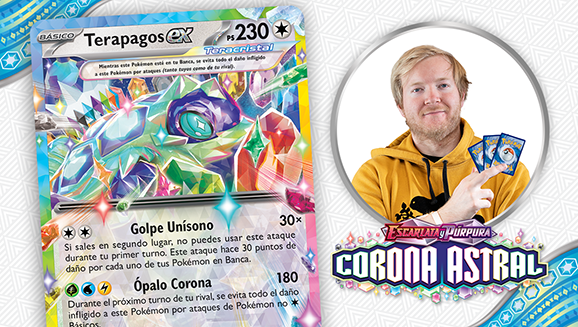 BÁSICO
Terapagos ex
PS 230
Teracristal
Mientras este Pokémon esté en tu Banca, se evita todo el daño infligido
a este Pokémon por ataques (tanto tuyos como de tu rival).
Golpe Unísono 30×
Si sales en segundo lugar, no puedes usar este ataque
durante tu primer turno. Este ataque hace 30 puntos de
daño por cada uno de tus Pokémon en Banca.
Ópalo Corona 180
Durante el próximo turno de tu rival, se evita todo el daño
infligido a este Pokémon por ataques de Pokémon
Básicos no
ESCARLATA y PÚRPURA
CORONA ASTRAL